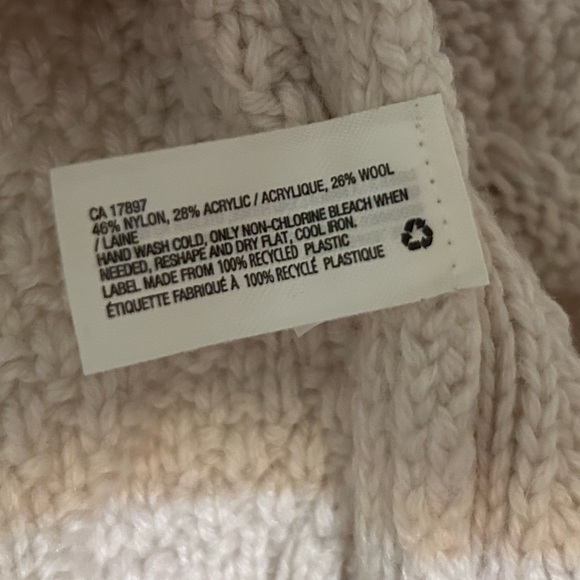 CA 17897
46% NYLON, 28% ACRYLIC / ACRYLIQUE, 26% WOOL
/ LAINE
HAND WASH COLD, ONLY NON-CHLORINE BLEACH WHEN
NEEDED, RESHAPE AND DRY FLAT, COOL IRON.
LABEL MADE FROM 100% RECYCLED PLASTIC
ÉTIQUETTE FABRIQUÉ À 100% RECYCLÉ PLASTIQUE